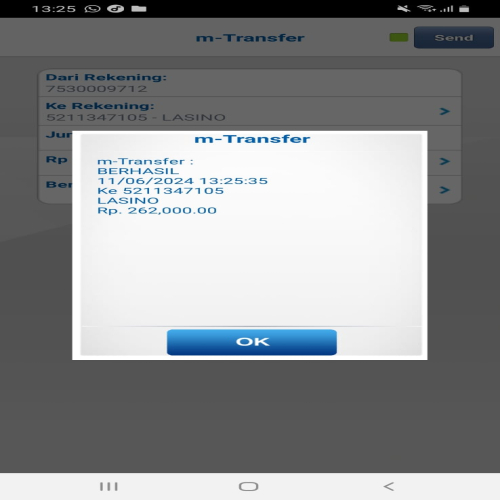 13:25
m-Transfer
Send
Dari Rekening:
7530009712
Ke Rekening:
5211347105 - LASINO
Jur
Rp
Ber
m-Transfer
m-Transfer :
BERHASIL
11/06/2024 13:25:35
Ke 5211347105
LASINO
Rp. 262,000.00
OK